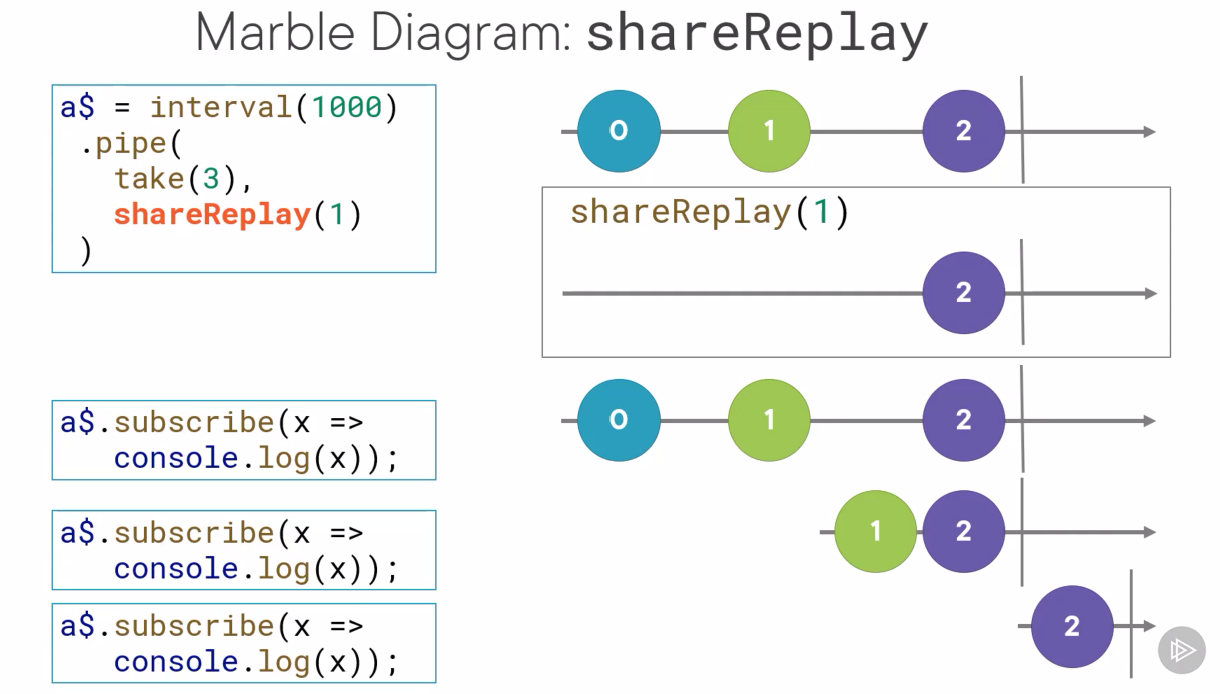 Marble Diagram: shareReplay
a$ = interval(1000)
.pipe(
take(3),
shareReplay(1)
)
0 1 2
shareReplay(1)
2
a$.subscribe(x =>
console.log(x));
0 1 2
a$.subscribe(x =>
console.log(x));
1 2
a$.subscribe(x =>
console.log(x));
2